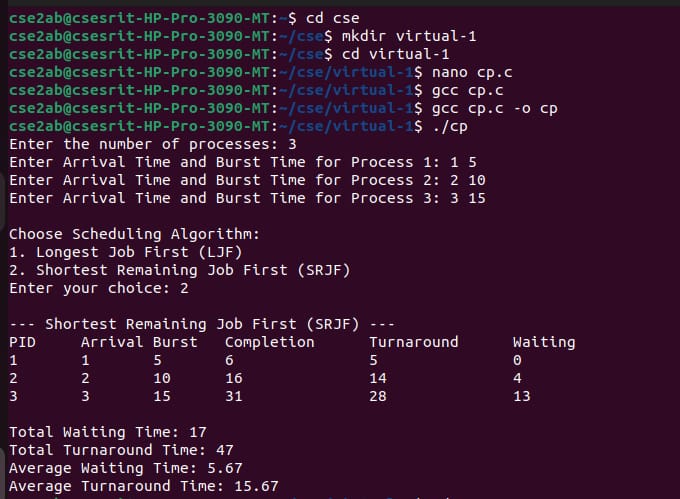 cse2ab@csesrit-HP-Pro-3090-MT:~$ cd cse
cse2ab@csesrit-HP-Pro-3090-MT:~/cse$ mkdir virtual-1
cse2ab@csesrit-HP-Pro-3090-MT:~/cse$ cd virtual-1
cse2ab@csesrit-HP-Pro-3090-MT:~/cse/virtual-1$ nano cp.c
cse2ab@csesrit-HP-Pro-3090-MT:~/cse/virtual-1$ gcc cp.c
cse2ab@csesrit-HP-Pro-3090-MT:~/cse/virtual-1$ gcc cp.c -o cp
cse2ab@csesrit-HP-Pro-3090-MT:~/cse/virtual-1$ ./cp
Enter the number of processes: 3
Enter Arrival Time and Burst Time for Process 1: 1 5
Enter Arrival Time and Burst Time for Process 2: 2 10
Enter Arrival Time and Burst Time for Process 3: 3 15

Choose Scheduling Algorithm:
1. Longest Job First (LJF)
2. Shortest Remaining Job First (SRJF)
Enter your choice: 2

--- Shortest Remaining Job First (SRJF) ---
PID	Arrival	Burst	Completion	Turnaround	Waiting
1	1	5	6	5	0
2	2	10	16	14	4
3	3	15	31	28	13

Total Waiting Time: 17
Total Turnaround Time: 47
Average Waiting Time: 5.67
Average Turnaround Time: 15.67